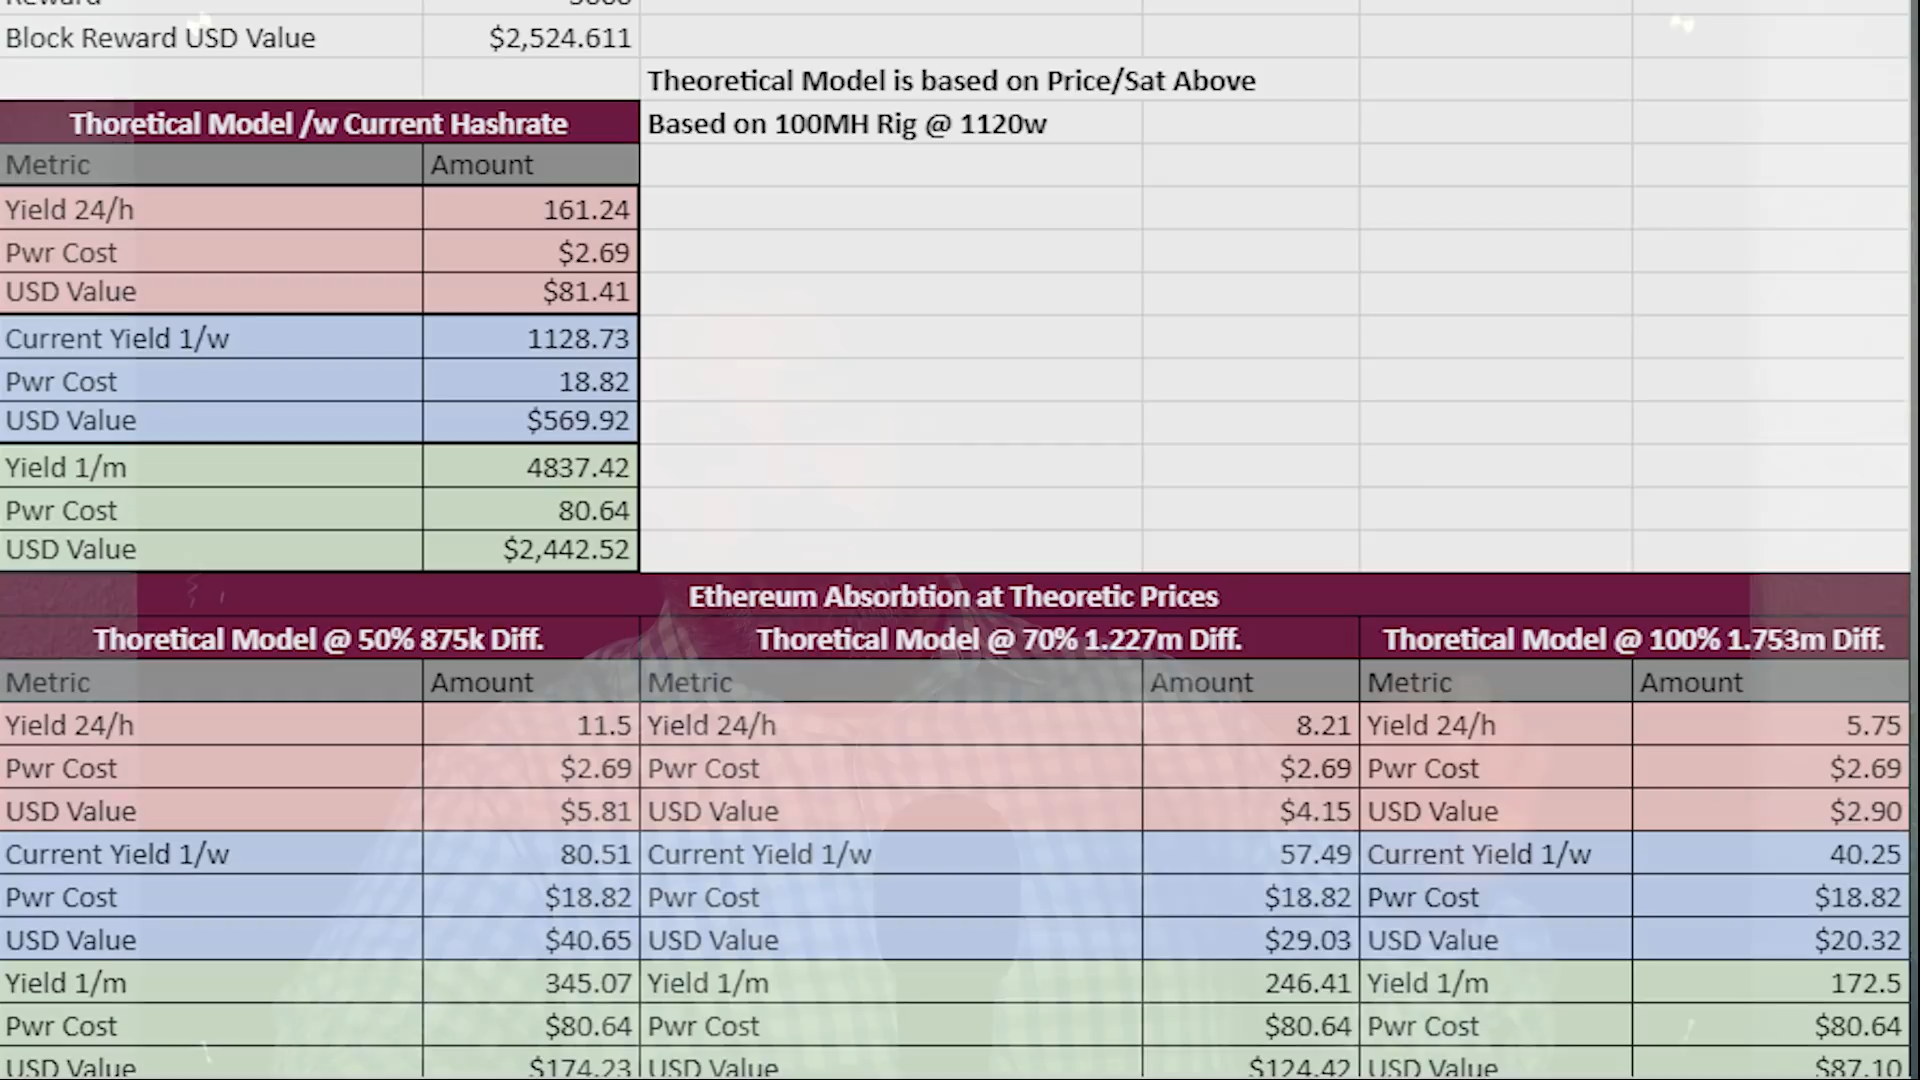 Block Reward USD Value $2,524.611
Theoretical Model is based on Price/Sat Above
Thoretical Model /w Current Hashrate Based on 100MH Rig @ 1120w
Metric Amount
Yield 24/h 161.24
Pwr Cost $2.69
USD Value $81.41
Current Yield 1/w 1128.73
Pwr Cost 18.82
USD Value $569.92
Yield 1/m 4837.42
Pwr Cost 80.64
USD Value $2,442.52
Ethereum Absorbtion at Theoretic Prices
Thoretical Model @ 50% 875k Diff. Thoretical Model @ 70% 1.227m Diff. Thoretical Model @ 100% 1.753m Diff.
Metric Amount Metric Amount Metric Amount
Yield 24/h 11.5 Yield 24/h 8.21 Yield 24/h 5.75
Pwr Cost $2.69 Pwr Cost $2.69 Pwr Cost $2.69
USD Value $5.81 USD Value $4.15 USD Value $2.90
Current Yield 1/w 80.51 Current Yield 1/w 57.49 Current Yield 1/w 40.25
Pwr Cost $18.82 Pwr Cost $18.82 Pwr Cost $18.82
USD Value $40.65 USD Value $29.03 USD Value $20.32
Yield 1/m 345.07 Yield 1/m 246.41 Yield 1/m 172.5
Pwr Cost $80.64 Pwr Cost $80.64 Pwr Cost $80.64
USD Value $174.23 USD Value $124.42 USD Value $87.10